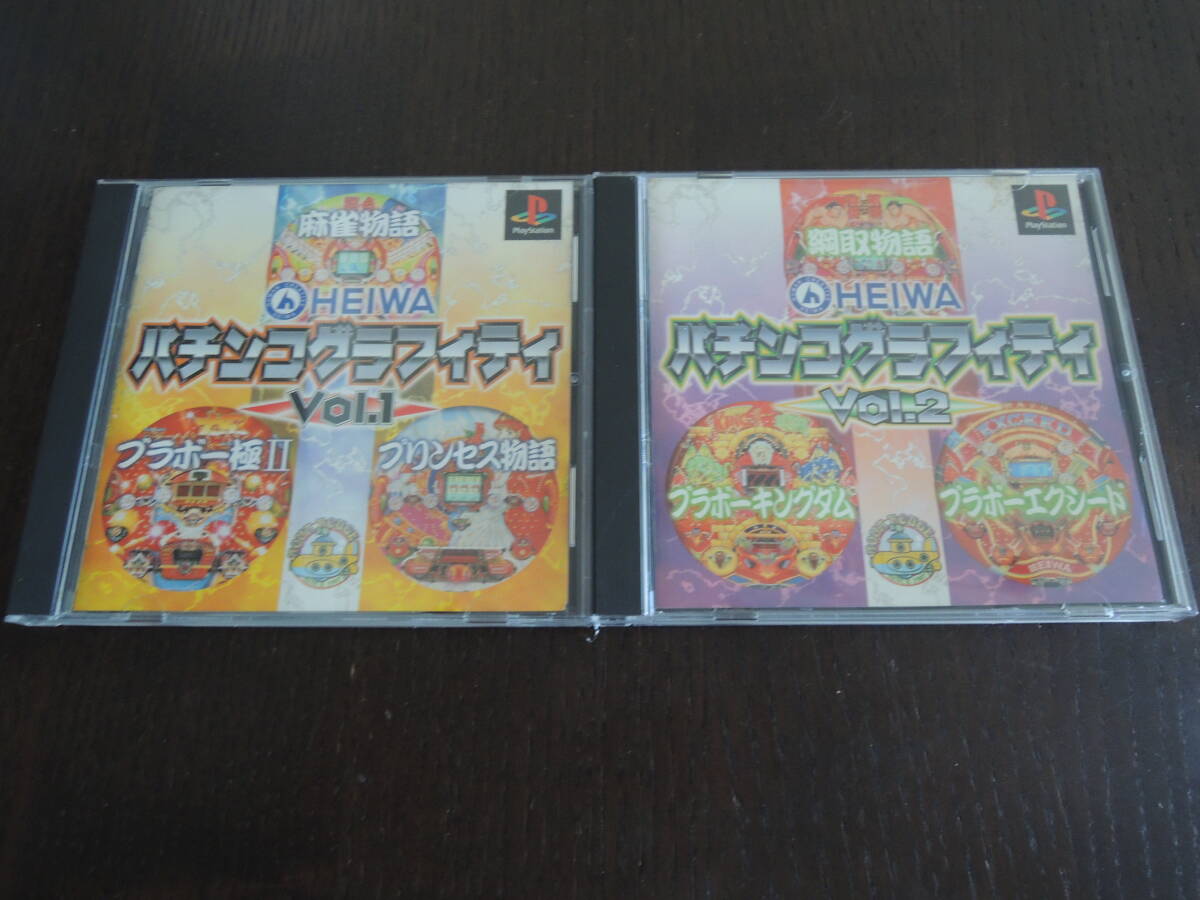 麻雀物語
PlayStation
HEIWA
パチンコグラフィティ
Vol.1
ブラボー極II
プリンセス物語
綱取物語
PlayStation
HEIWA
パチンコグラフィティ
Vol.2
EXCEED
ブラボーキングダム
ブラボーエクシード
HEIWA